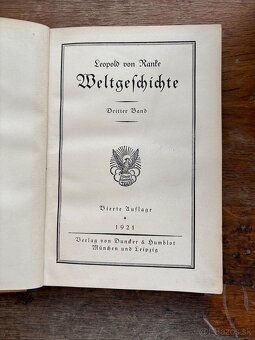 Leopold von Ranke
Weltgeschichte
Dritter Band
Vierte Auflage
1921
Verlag von Duncker & Humblot
München und Leipzig